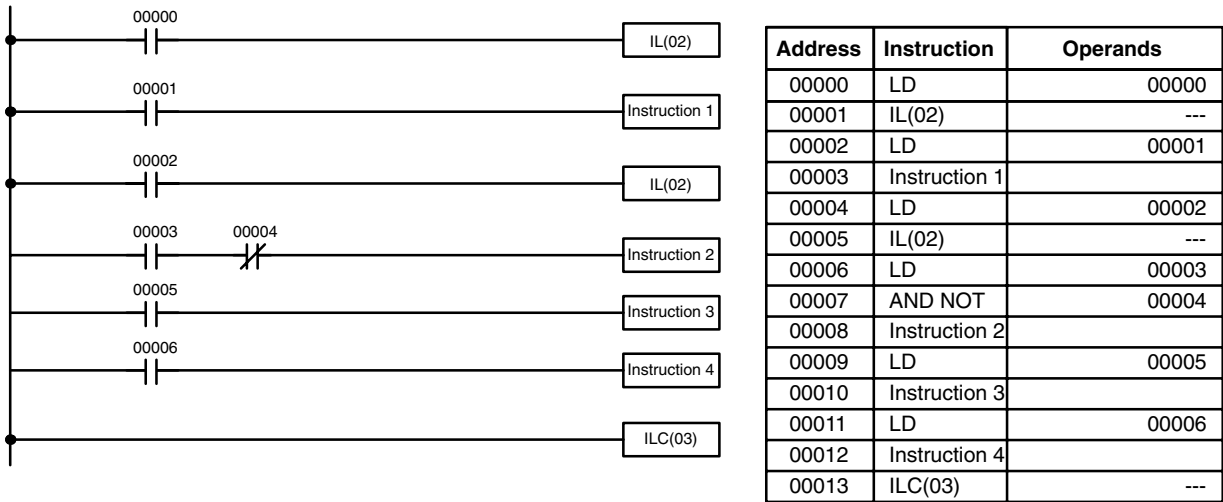 00000
IL(02)
00001
Instruction 1
00002
IL(02)
00003 00004
Instruction 2
00005
Instruction 3
00006
Instruction 4
ILC(03)
Address Instruction Operands
00000 LD 00000
00001 IL(02) ---
00002 LD 00001
00003 Instruction 1
00004 LD 00002
00005 IL(02) ---
00006 LD 00003
00007 AND NOT 00004
00008 Instruction 2
00009 LD 00005
00010 Instruction 3
00011 LD 00006
00012 Instruction 4
00013 ILC(03) ---